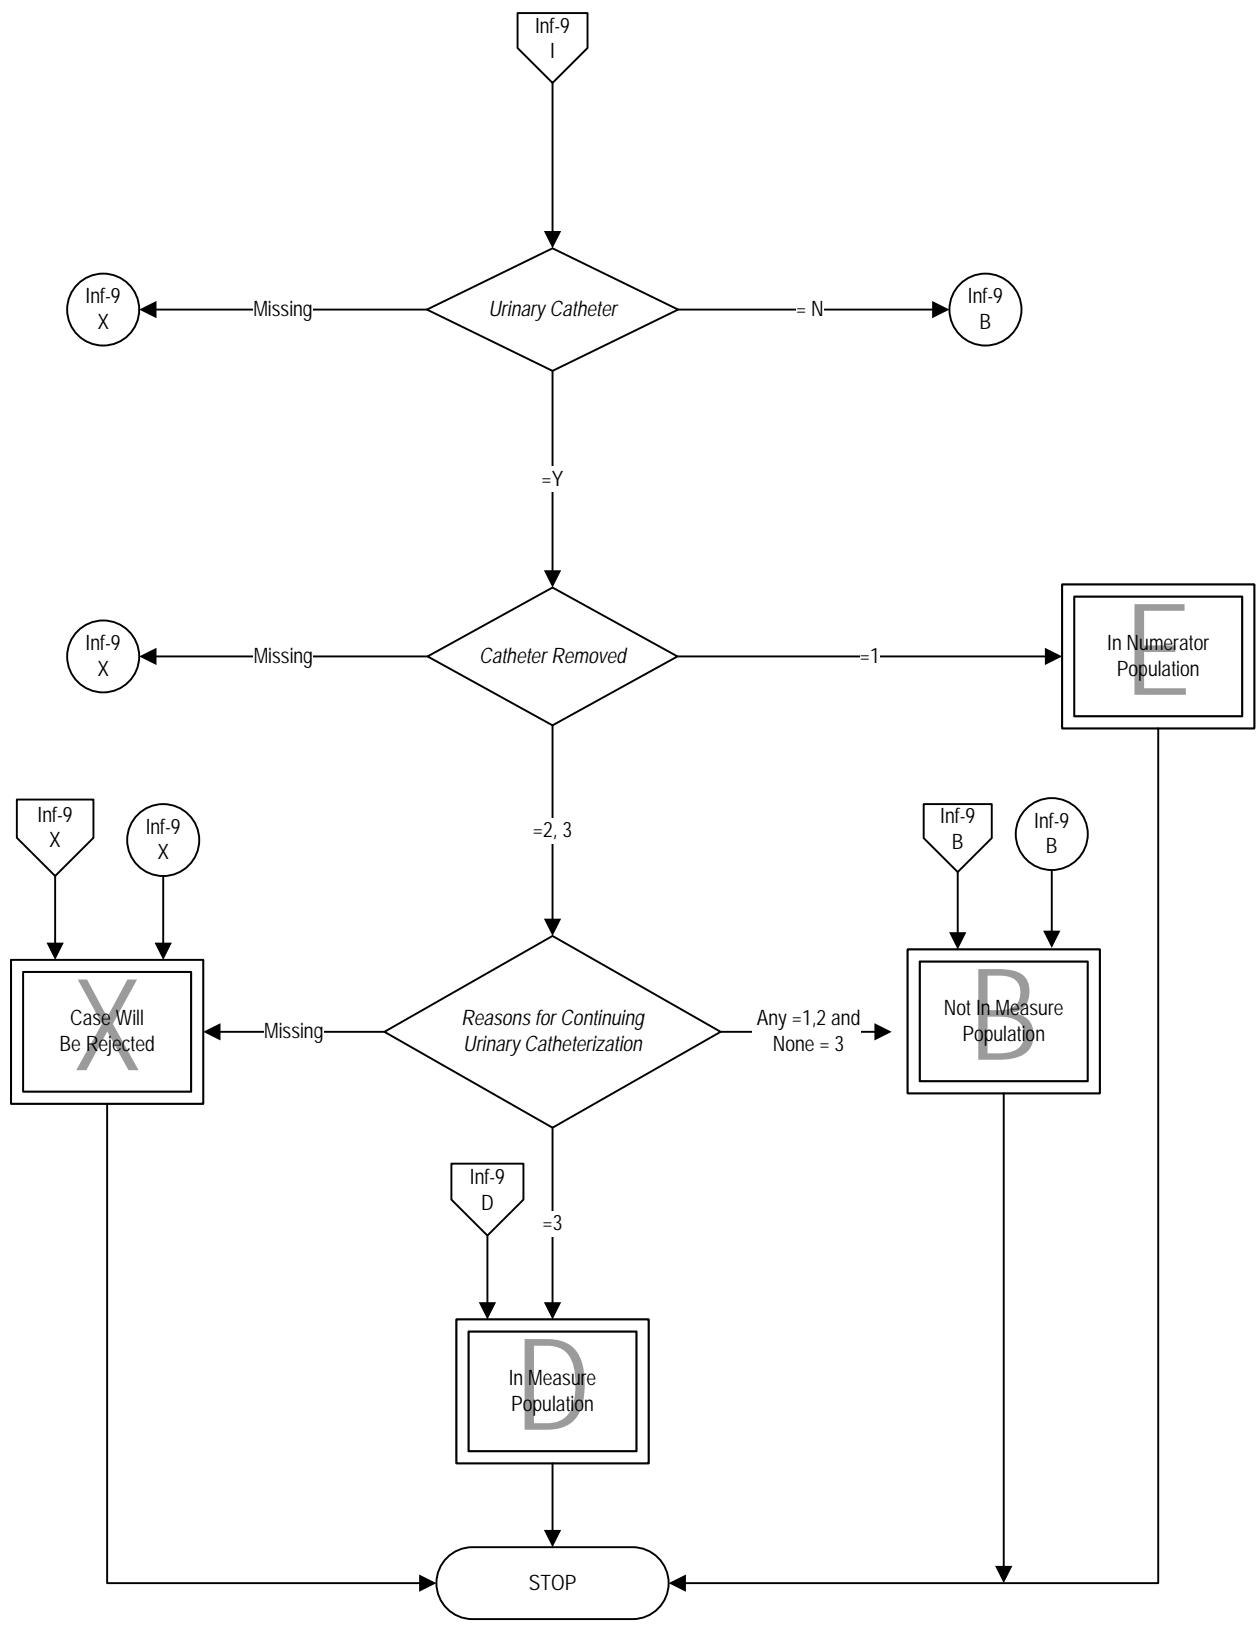 Inf-9
I
Inf-9
X
Missing
Urinary Catheter
= N
Inf-9
B
=Y
Inf-9
X
Missing
Catheter Removed
=1
E
In Numerator
Population
Inf-9
X
Inf-9
X
=2, 3
Inf-9
B
Inf-9
B
X
Case Will
Be Rejected
Missing
Reasons for Continuing
Urinary Catheterization
Any =1,2 and
None = 3
B
Not In Measure
Population
Inf-9
D
=3
D
In Measure
Population
STOP